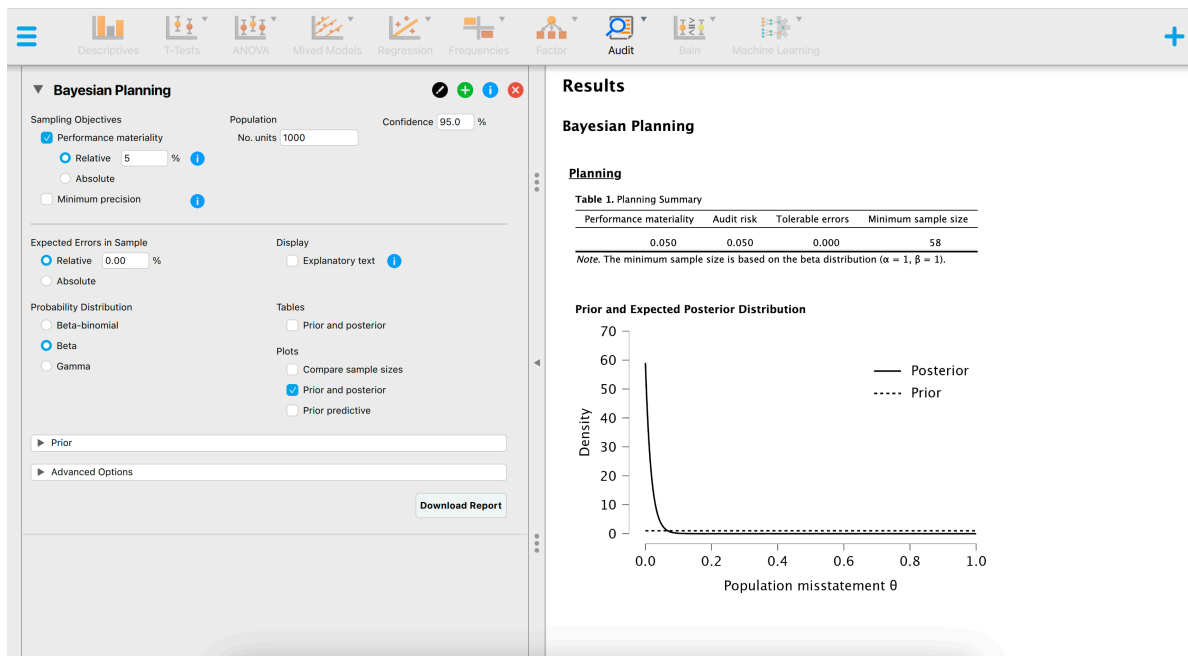 Descriptives T-Tests ANOVA Mixed Models Regression Frequencies Factor Audit Bain Machine Learning
Bayesian Planning
Sampling Objectives Population Confidence 95.0 %
Performance materiality No. units 1000
Relative 5 %
Absolute
Minimum precision
Expected Errors in Sample Display
Relative 0.00 % Explanatory text
Absolute
Probability Distribution Tables
Beta-binomial Prior and posterior
Beta Plots
Gamma Compare sample sizes
Prior and posterior
Prior predictive
Prior
Advanced Options
Download Report
Results
Bayesian Planning
Planning
Table 1. Planning Summary
Performance materiality Audit risk Tolerable errors Minimum sample size
0.050 0.050 0.000 58
Note. The minimum sample size is based on the beta distribution (α = 1, β = 1).
Prior and Expected Posterior Distribution
70
60
50
40
30
20
10
0
Density
Posterior
Prior
0.0 0.2 0.4 0.6 0.8 1.0
Population misstatement θ